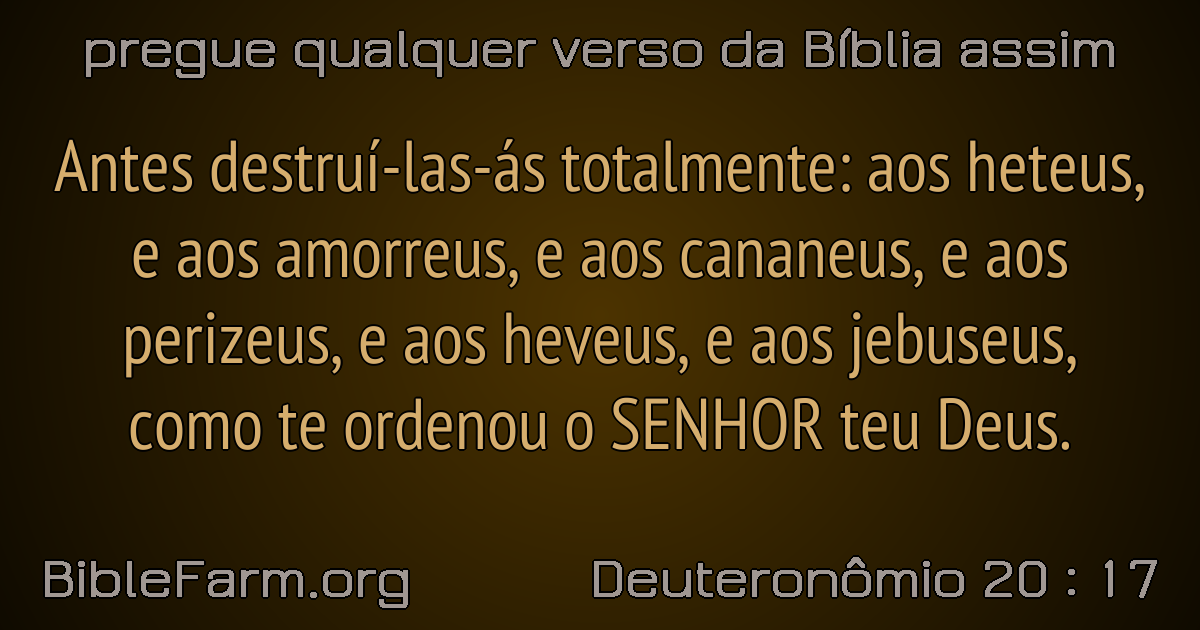 pregue qualquer verso da Bíblia assim
Antes destruí-las-ás totalmente: aos heteus,
e aos amorreus, e aos cananeus, e aos
perizeus, e aos heveus, e aos jebuseus,
como te ordenou o SENHOR teu Deus.
BibleFarm.org
Deuteronômio 20 : 17